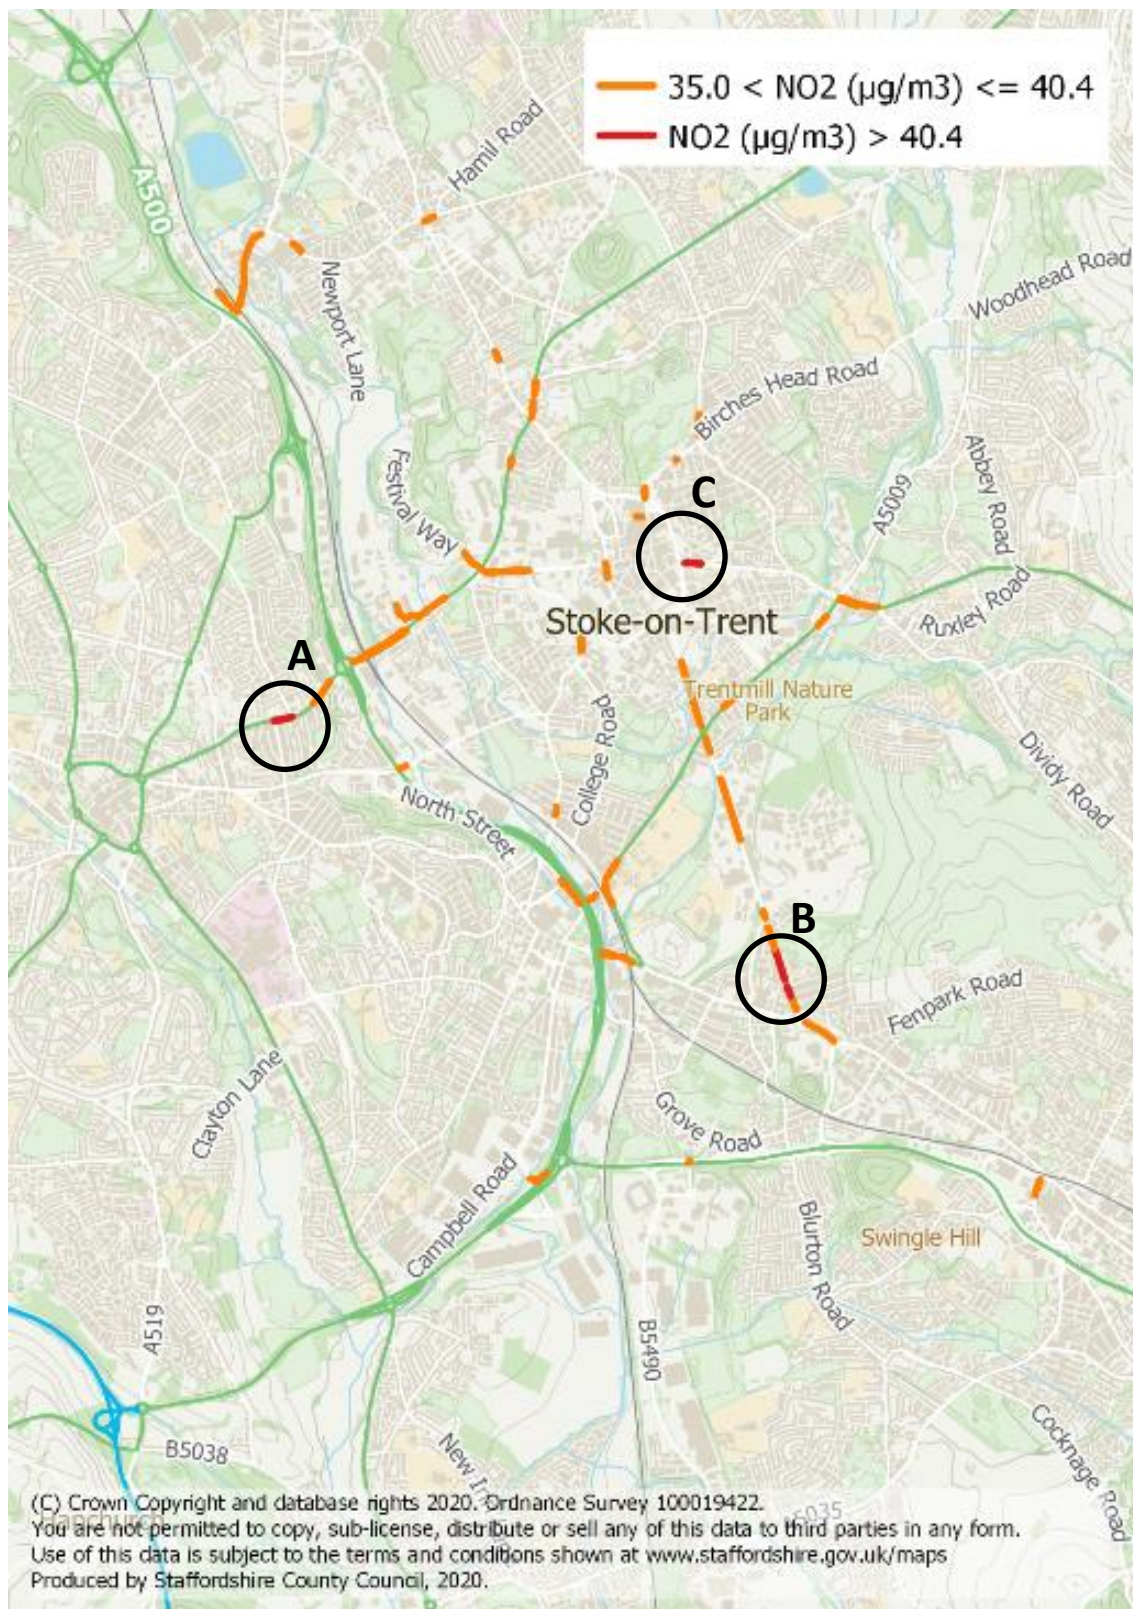 35.0 < NO2 (µg/m3) <= 40.4
NO2 (µg/m3) > 40.4
Hamil Road
A500
Newport Lane
Woodhead Road
Birches Head Road
Festival Way
Abbey Road
A5009
C
Ruxley Road
Stoke-on-Trent
A
Trentmill Nature
Park
College Road
Dividy Road
North Street
B
Fenpark Road
Clayton Lane
Grove Road
Campbell Road
Blurton Road
Swingle Hill
A519
B5490
Cocknage Road
B5038
New In
(C) Crown Copyright and database rights 2020. Ordnance Survey 100019422.
Hanchurch
5035
You are not permitted to copy, sub-license, distribute or sell any of this data to third parties in any form.
Use of this data is subject to the terms and conditions shown at www.staffordshire.gov.uk/maps
Produced by Staffordshire County Council, 2020.